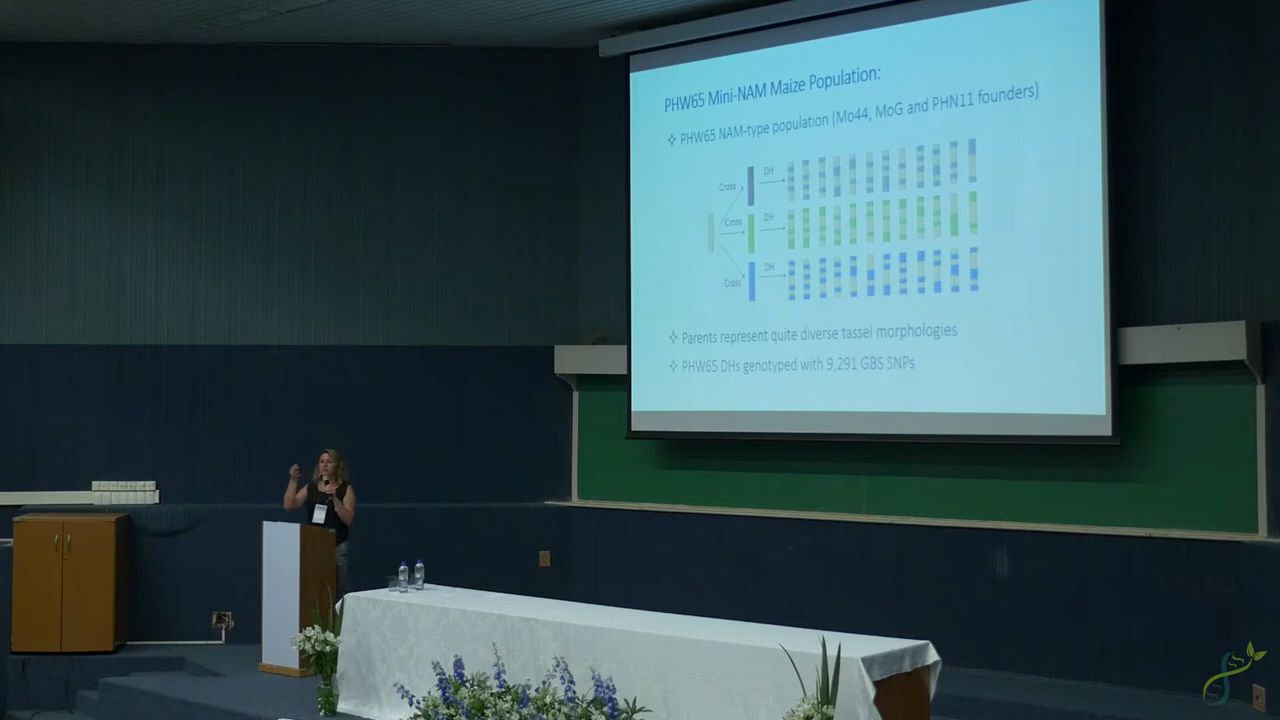 PHW65 Mini-NAM Maize Population:
PHW65 NAM-type population (Mo44, MoG and PHN11 founders)
Cross DH
Cross DH
Cross DH
Parents represent quite diverse tassel morphologies
PHW65 DHs genotyped with 9,291 GBS SNPs